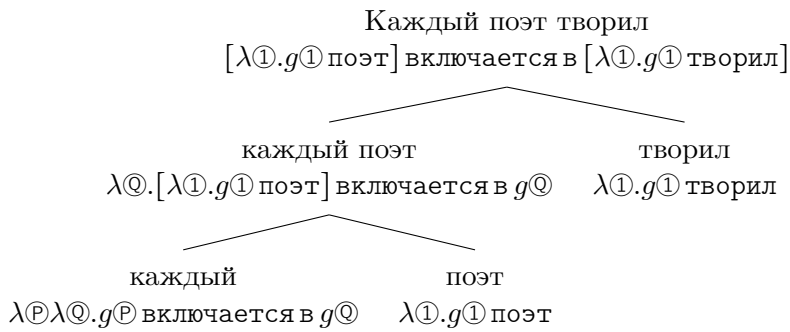 Каждый поэт творил
[λ①.g① поэт] включается в [λ①.g① творил]
каждый поэт творил
λⓆ.[λ①.g① поэт] включается в gⓆ λ①.g① творил
каждый поэт
λⓅλⓆ.gⓅ включается в gⓆ λ①.g① поэт